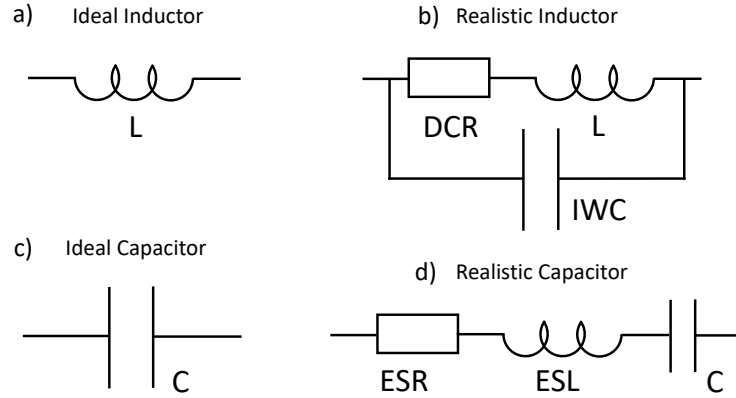 a) Ideal Inductor
L
b) Realistic Inductor
DCR L
IWC
c) Ideal Capacitor
C
d) Realistic Capacitor
ESR ESL C